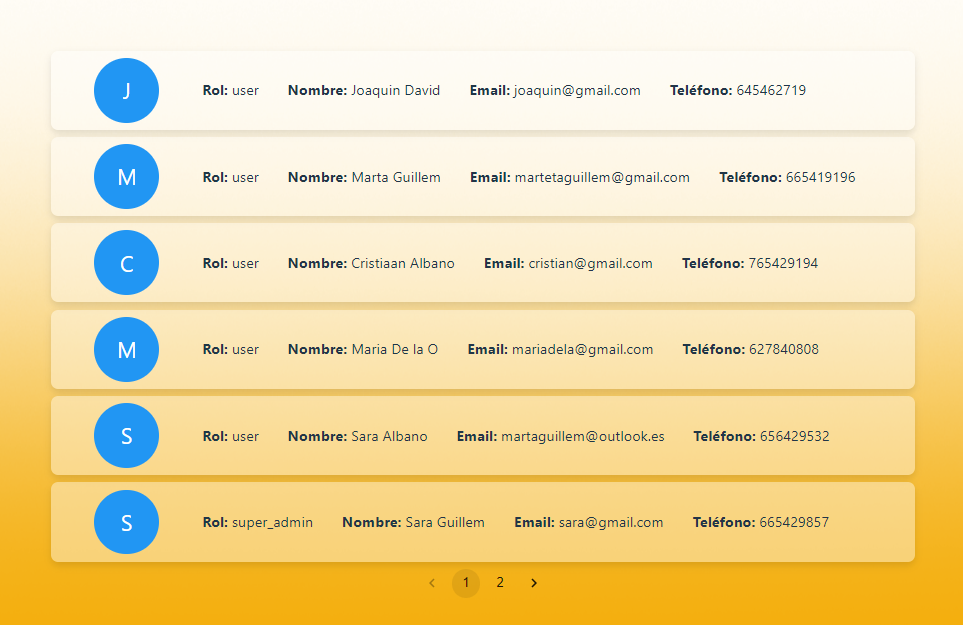 J Rol: user Nombre: Joaquin David Email: joaquin@gmail.com Teléfono: 645462719
M Rol: user Nombre: Marta Guillem Email: martetaguillem@gmail.com Teléfono: 665419196
C Rol: user Nombre: Cristiaan Albano Email: cristian@gmail.com Teléfono: 765429194
M Rol: user Nombre: Maria De la O Email: mariadela@gmail.com Teléfono: 627840808
S Rol: user Nombre: Sara Albano Email: martaguillem@outlook.es Teléfono: 656429532
S Rol: super_admin Nombre: Sara Guillem Email: sara@gmail.com Teléfono: 665429857
‹ 1 2 ›